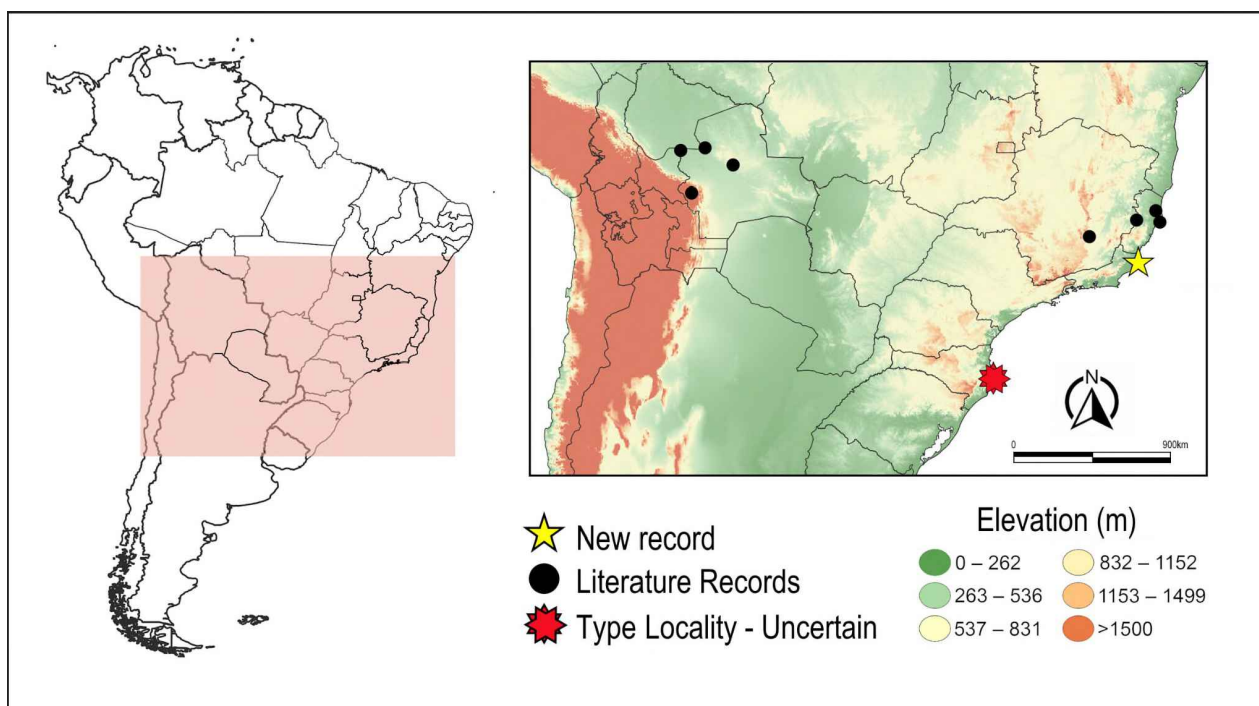 N
0
900km
New record
Literature Records
Type Locality - Uncertain
Elevation (m)
0 – 262
263 – 536
537 – 831
832 – 1152
1153 – 1499
>1500